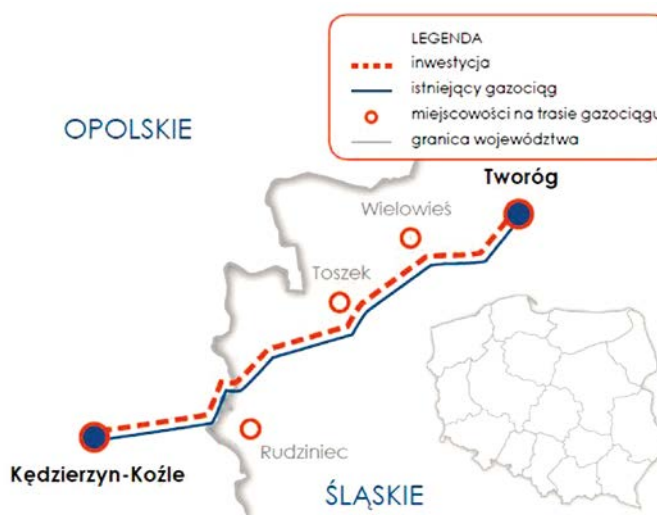 LEGENDA
inwestycja
istniejący gazociąg
miejscowości na trasie gazociągu
granica województwa
OPOLSKIE
Tworóg
Wielowieś
Toszek
Rudziniec
Kędzierzyn-Koźle
ŚLĄSKIE